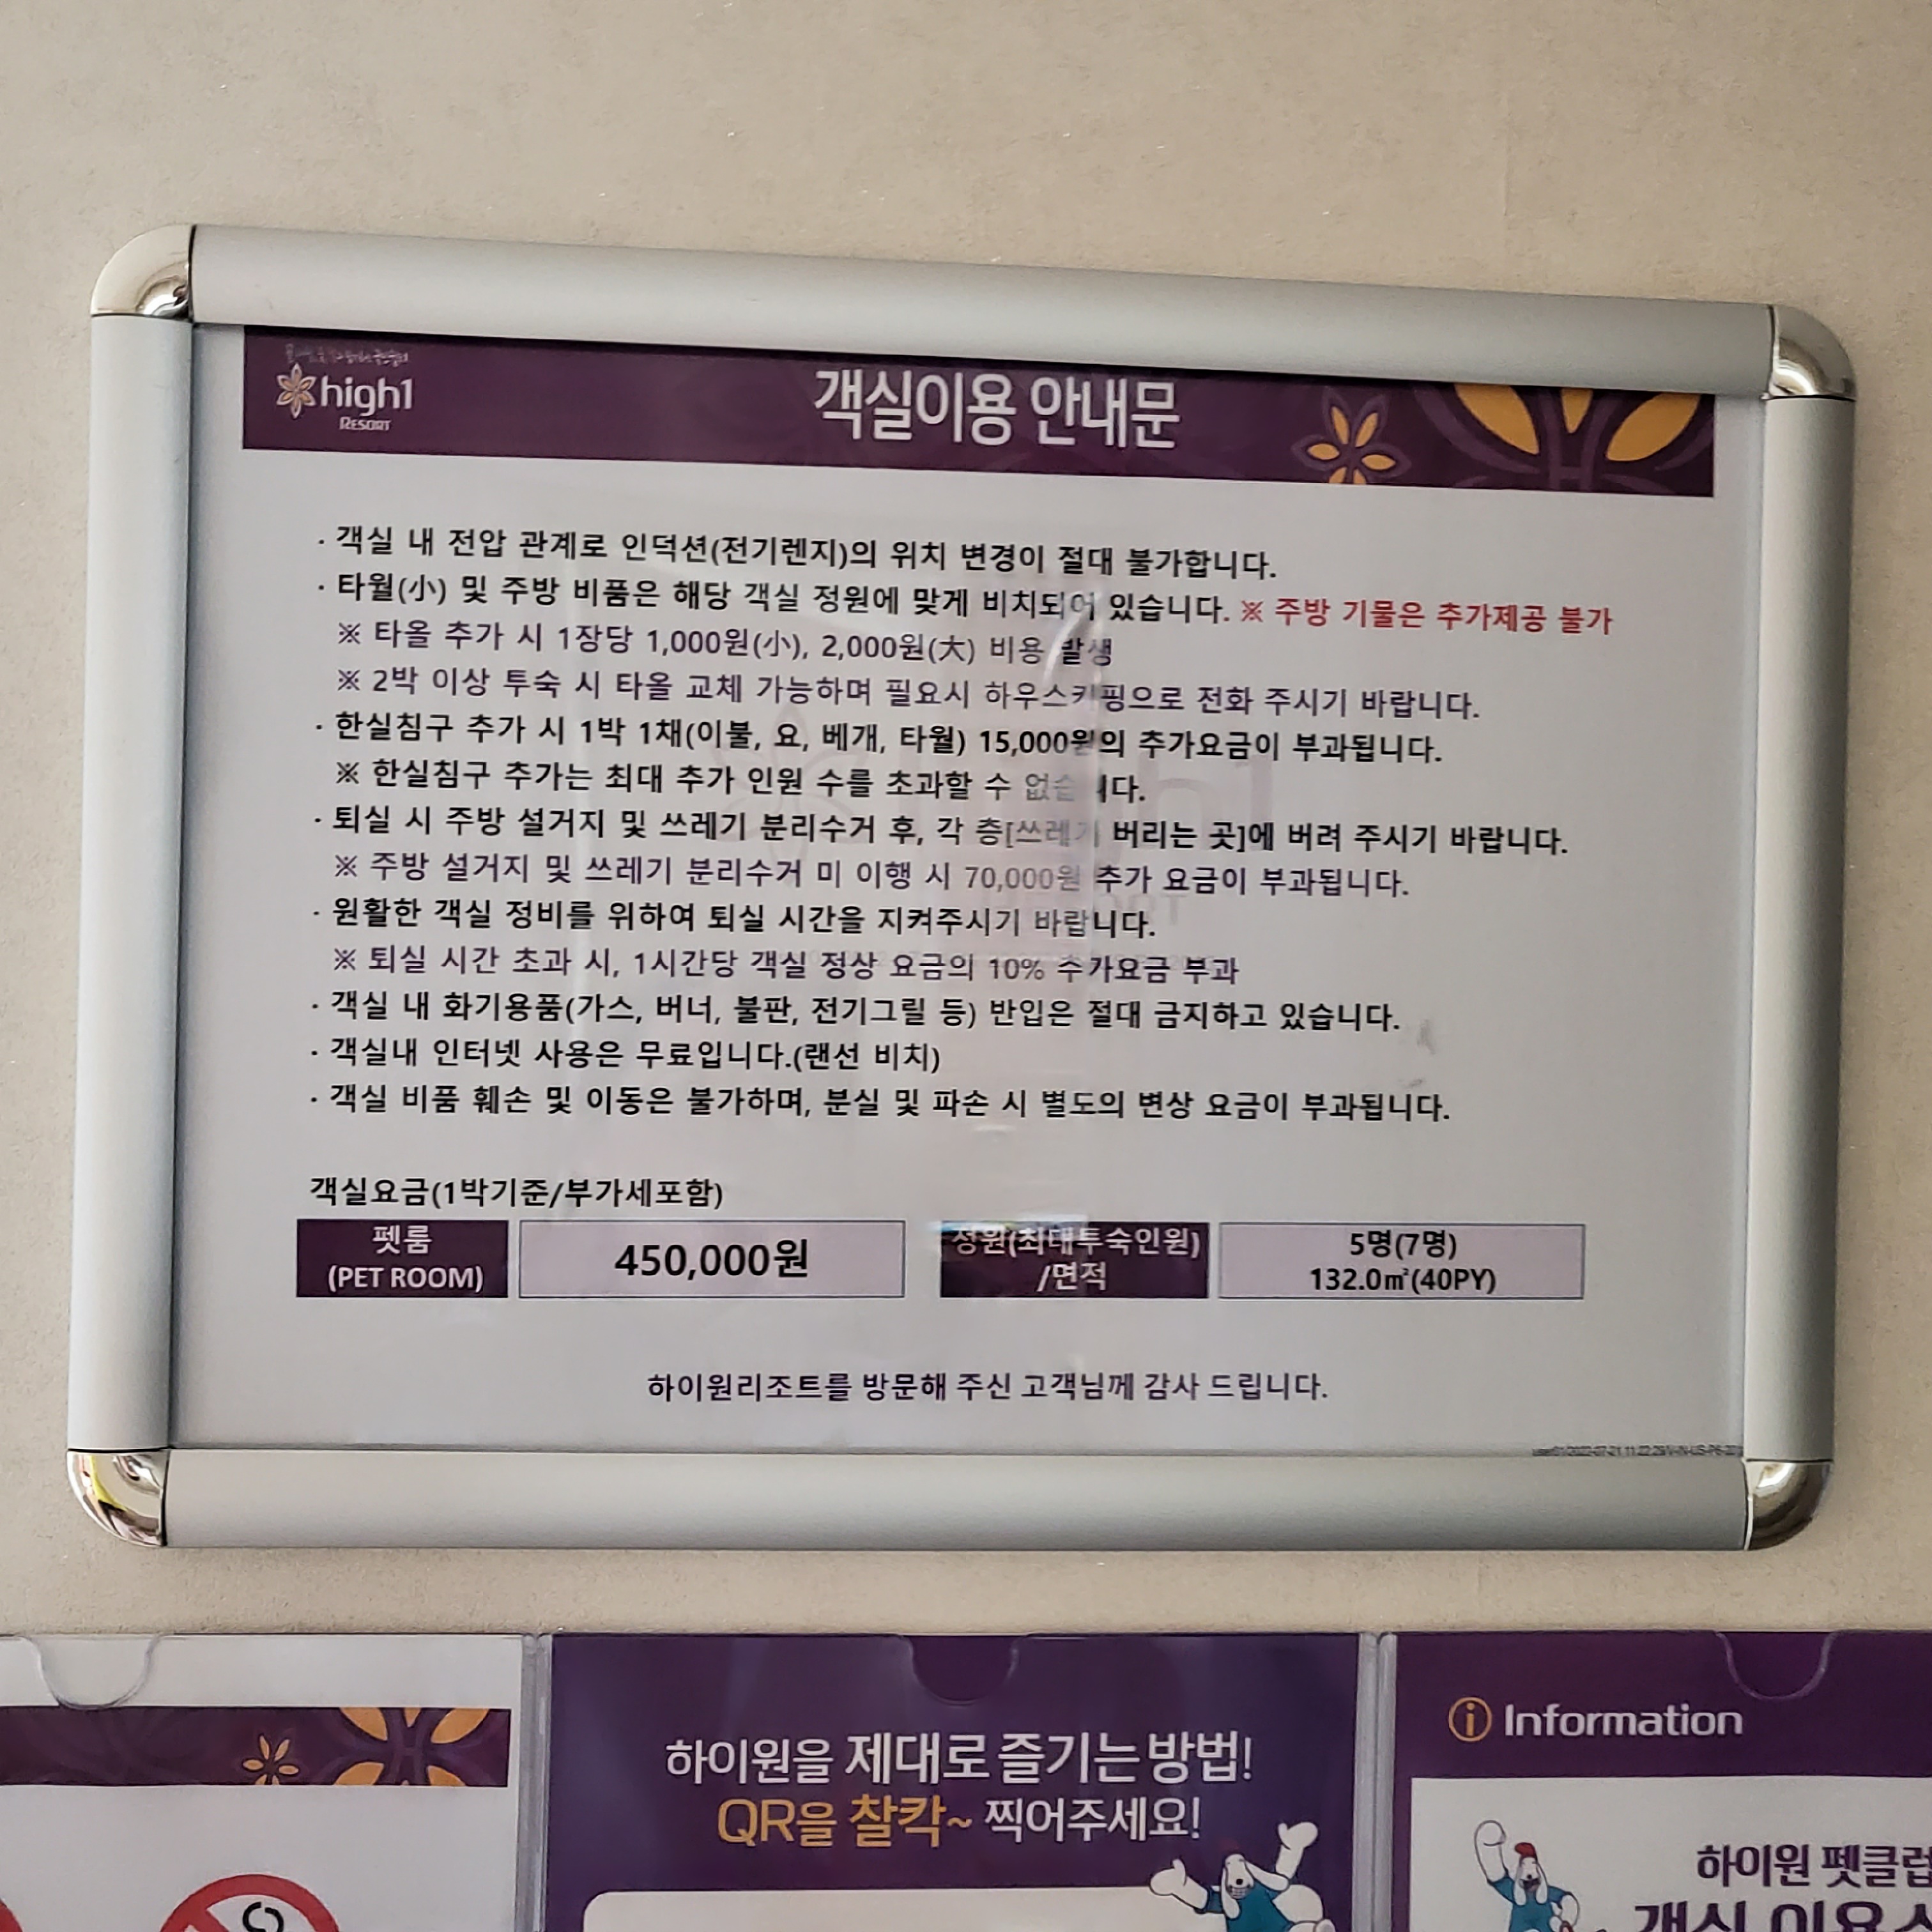 high1
RESORT
객실이용 안내문
· 객실 내 전압 관계로 인덕션(전기렌지)의 위치 변경이 절대 불가합니다.
· 타월(小) 및 주방 비품은 해당 객실 정원에 맞게 비치되어 있습니다. ※ 주방 기물은 추가제공 불가
※ 타올 추가 시 1장당 1,000원(小), 2,000원(大) 비용 발생
※ 2박 이상 투숙 시 타올 교체 가능하며 필요시 하우스키핑으로 전화 주시기 바랍니다.
· 한실침구 추가 시 1박 1채(이불, 요, 베개, 타월) 15,000원의 추가요금이 부과됩니다.
※ 한실침구 추가는 최대 추가 인원 수를 초과할 수 없습니다.
· 퇴실 시 주방 설거지 및 쓰레기 분리수거 후, 각 층[쓰레기 버리는 곳]에 버려 주시기 바랍니다.
※ 주방 설거지 및 쓰레기 분리수거 미 이행 시 70,000원 추가 요금이 부과됩니다.
· 원활한 객실 정비를 위하여 퇴실 시간을 지켜주시기 바랍니다.
※ 퇴실 시간 초과 시, 1시간당 객실 정상 요금의 10% 추가요금 부과
· 객실 내 화기용품(가스, 버너, 불판, 전기그릴 등) 반입은 절대 금지하고 있습니다.
· 객실내 인터넷 사용은 무료입니다.(랜선 비치)
· 객실 비품 훼손 및 이동은 불가하며, 분실 및 파손 시 별도의 변상 요금이 부과됩니다.
객실요금(1박기준/부가세포함)
펫룸
(PET ROOM)
450,000원
정원(최대투숙인원)
/면적
5명(7명)
132.0㎡(40PY)
하이원리조트를 방문해 주신 고객님께 감사 드립니다.
하이원을 제대로 즐기는 방법!
QR을 찰칵~ 찍어주세요!
Information
하이원 펫클럽
객실 이용